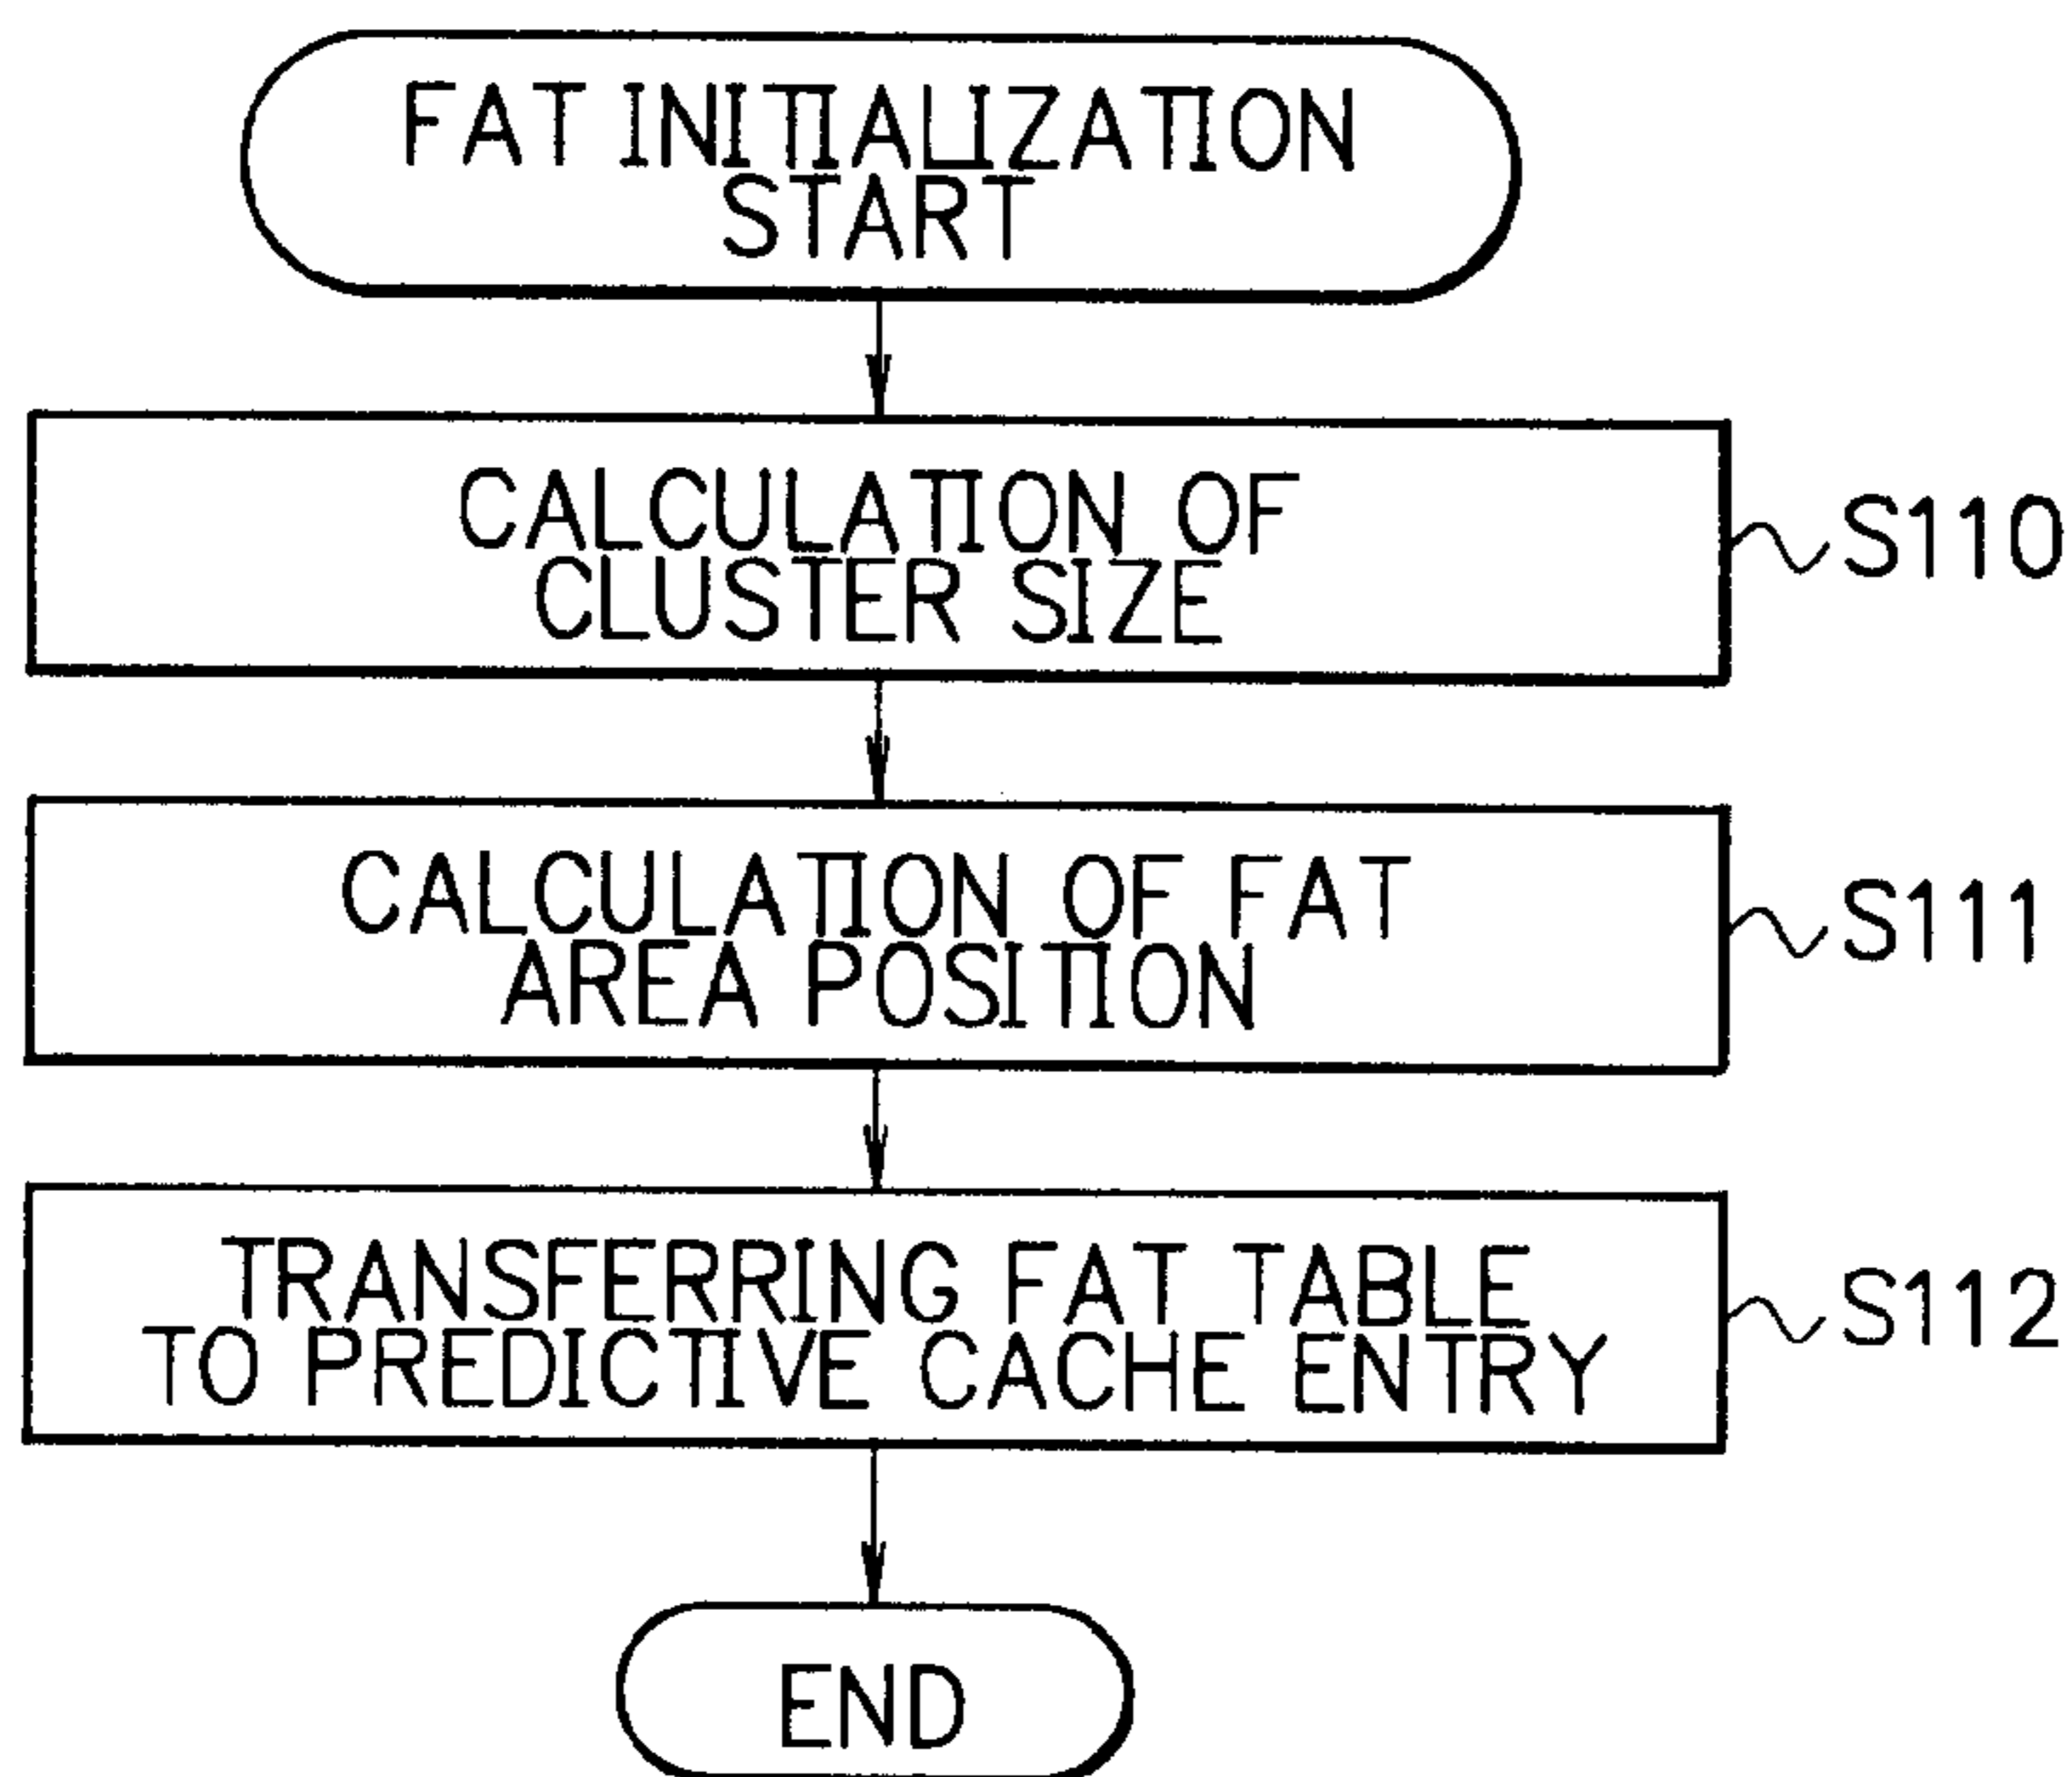 FAT INITIALIZATION
START
CALCULATION OF
CLUSTER SIZE
S110
CALCULATION OF FAT
AREA POSITION
S111
TRANSFERRING FAT TABLE
TO PREDICTIVE CACHE ENTRY
S112
END